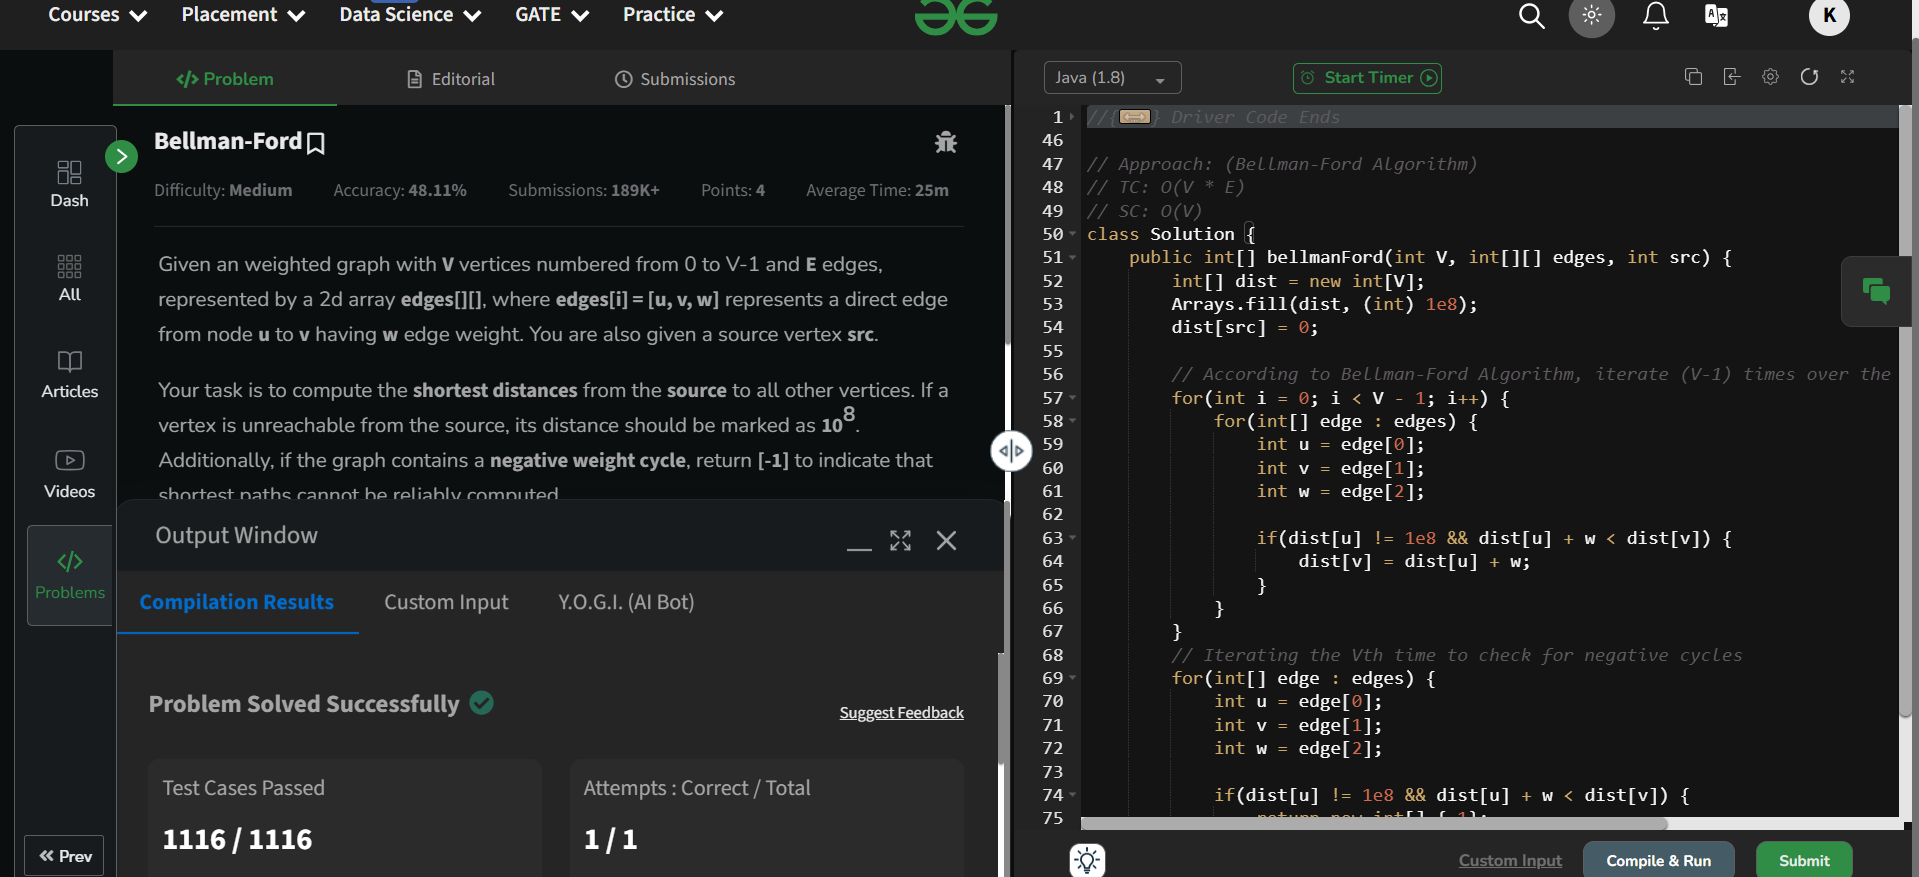 Courses Placement Data Science GATE Practice
K
Problem Editorial Submissions
Java (1.8) Start Timer
Dash
All
Articles
Videos
Problems
Prev
Bellman-Ford
Difficulty: Medium Accuracy: 48.11% Submissions: 189K+ Points: 4 Average Time: 25m
Given an weighted graph with V vertices numbered from 0 to V-1 and E edges,
represented by a 2d array edges[][], where edges[i] = [u, v, w] represents a direct edge
from node u to v having w edge weight. You are also given a source vertex src.
Your task is to compute the shortest distances from the source to all other vertices. If a
vertex is unreachable from the source, its distance should be marked as 10^8.
Additionally, if the graph contains a negative weight cycle, return [-1] to indicate that
shortest paths cannot be reliably computed
Output Window
Compilation Results Custom Input Y.O.G.I. (AI Bot)
Problem Solved Successfully
Suggest Feedback
Test Cases Passed
1116 / 1116
Attempts : Correct / Total
1 / 1
1 //{} Driver Code Ends
46
47 // Approach: (Bellman-Ford Algorithm)
48 // TC: O(V * E)
49 // SC: O(V)
50 class Solution {
51 public int[] bellmanFord(int V, int[][] edges, int src) {
52 int[] dist = new int[V];
53 Arrays.fill(dist, (int) 1e8);
54 dist[src] = 0;
55
56 // According to Bellman-Ford Algorithm, iterate (V-1) times over the
57 for(int i = 0; i < V - 1; i++) {
58 for(int[] edge : edges) {
59 int u = edge[0];
60 int v = edge[1];
61 int w = edge[2];
62
63 if(dist[u] != 1e8 && dist[u] + w < dist[v]) {
64 dist[v] = dist[u] + w;
65 }
66 }
67 }
68 // Iterating the Vth time to check for negative cycles
69 for(int[] edge : edges) {
70 int u = edge[0];
71 int v = edge[1];
72 int w = edge[2];
73
74 if(dist[u] != 1e8 && dist[u] + w < dist[v]) {
75 return new int[] {-1};
Custom Input Compile & Run Submit